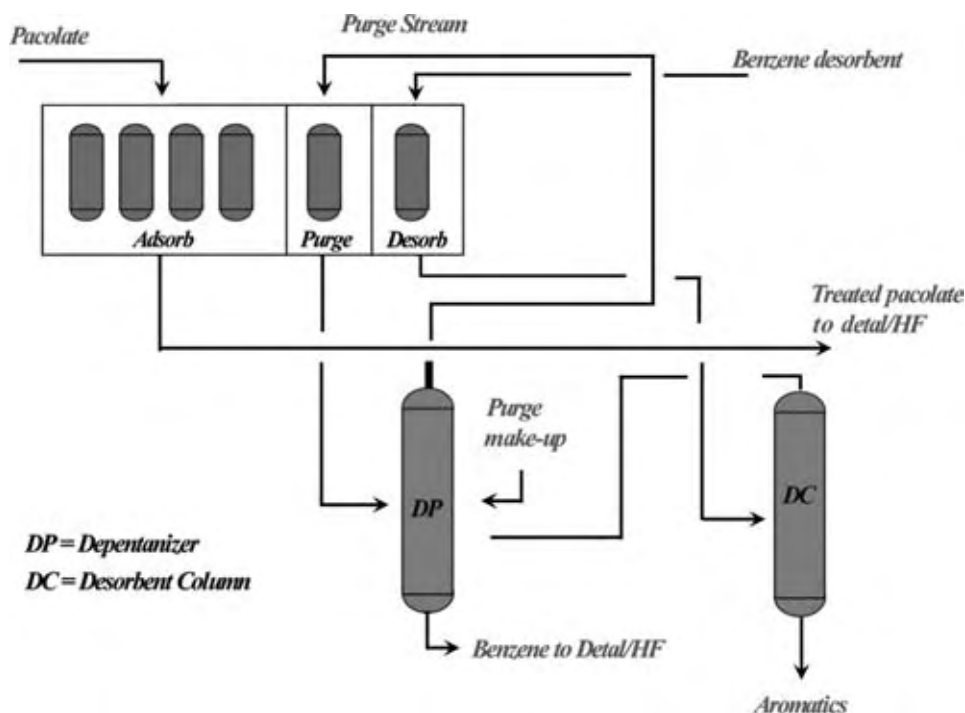 Pacolate
Purge Stream
Benzene desorbent
Adsorb
Purge
Desorb
Treated pacolate
to detal/HF
Purge
make-up
DP
DC
DP = Depentanizer
DC = Desorbent Column
Benzene to Detal/HF
Aromatics